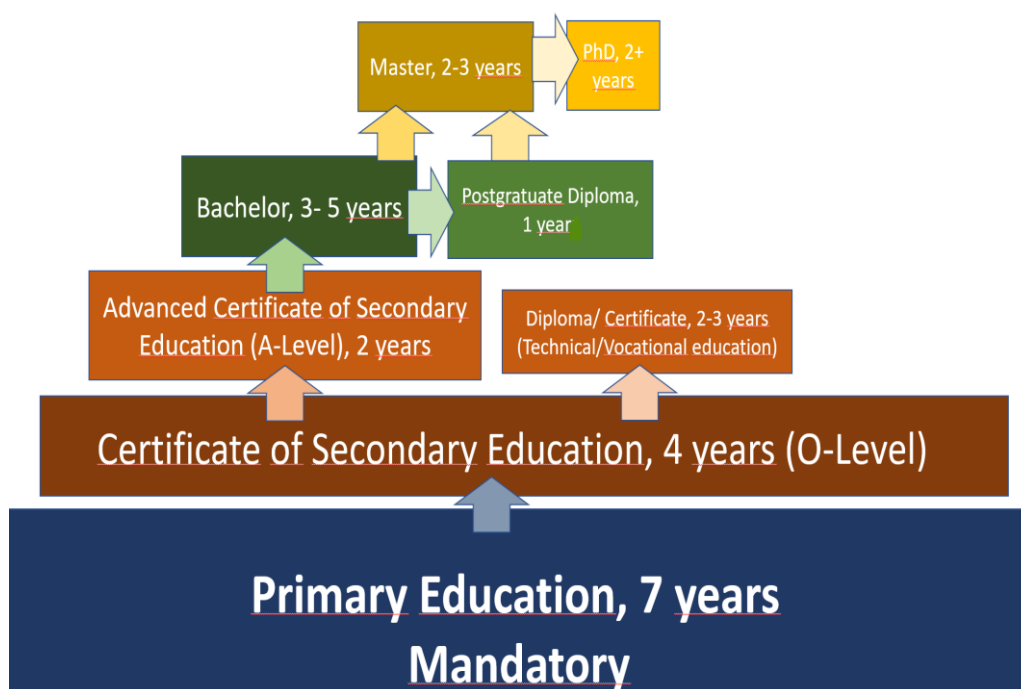 Master, 2-3 years
PhD, 2+
years
Bachelor, 3- 5 years
Postgratuate Diploma,
1 year
Advanced Certificate of Secondary
Education (A-Level), 2 years
Diploma/ Certificate, 2-3 years
(Technical/Vocational education)
Certificate of Secondary Education, 4 years (O-Level)
Primary Education, 7 years
Mandatory